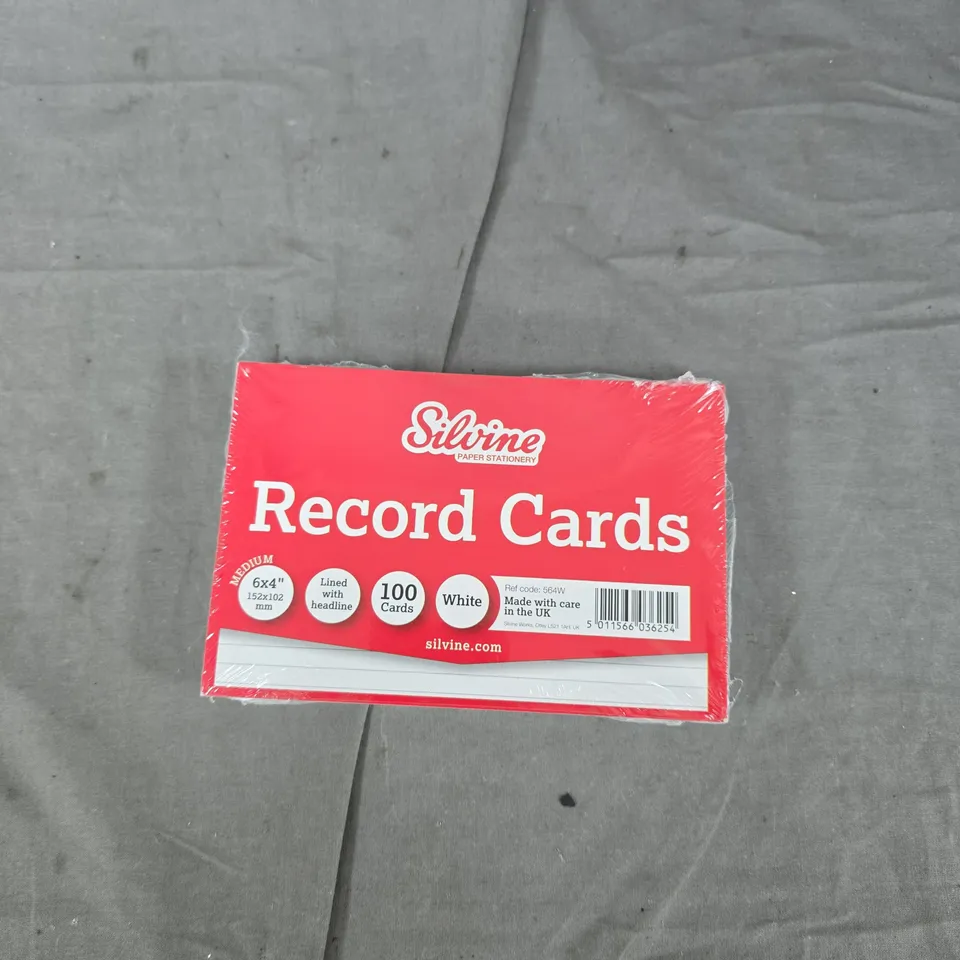 Silvine
PAPER STATIONERY
Record Cards
MEDIUM
6x4"
152x102
mm
Lined
with
headline
100
Cards
White
Ref code: 564W
Made with care
in the UK
5 011566 036254
silvine.com